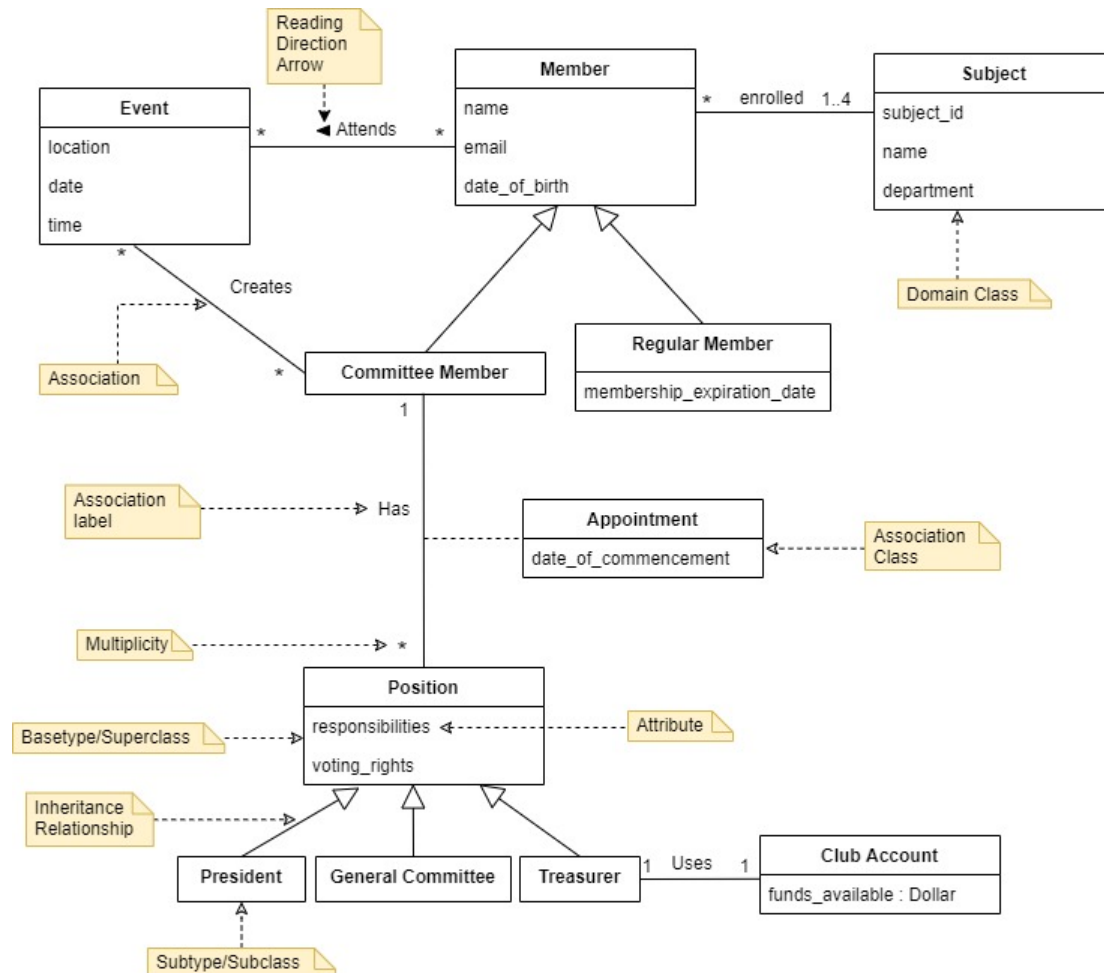 Reading
Direction
Arrow
Member
name
email
date_of_birth
Subject
subject_id
name
department
Event
location
date
time
* Attends *
* enrolled 1..4
*
Creates
*
Domain Class
Association
Committee Member
Regular Member
membership_expiration_date
1
Association
label
Has
Appointment
date_of_commencement
Association
Class
Multiplicity
*
Position
responsibilities
voting_rights
Attribute
Basetype/Superclass
Inheritance
Relationship
President
General Committee
Treasurer
1 Uses 1
Club Account
funds_available : Dollar
Subtype/Subclass